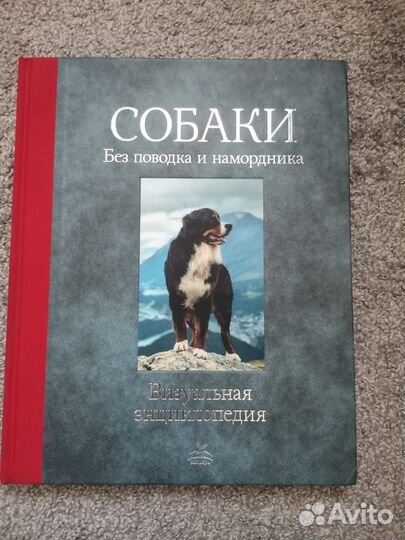 СОБАКИ
Без поводка и намордника
Визуальная
энциклопедия
Avito